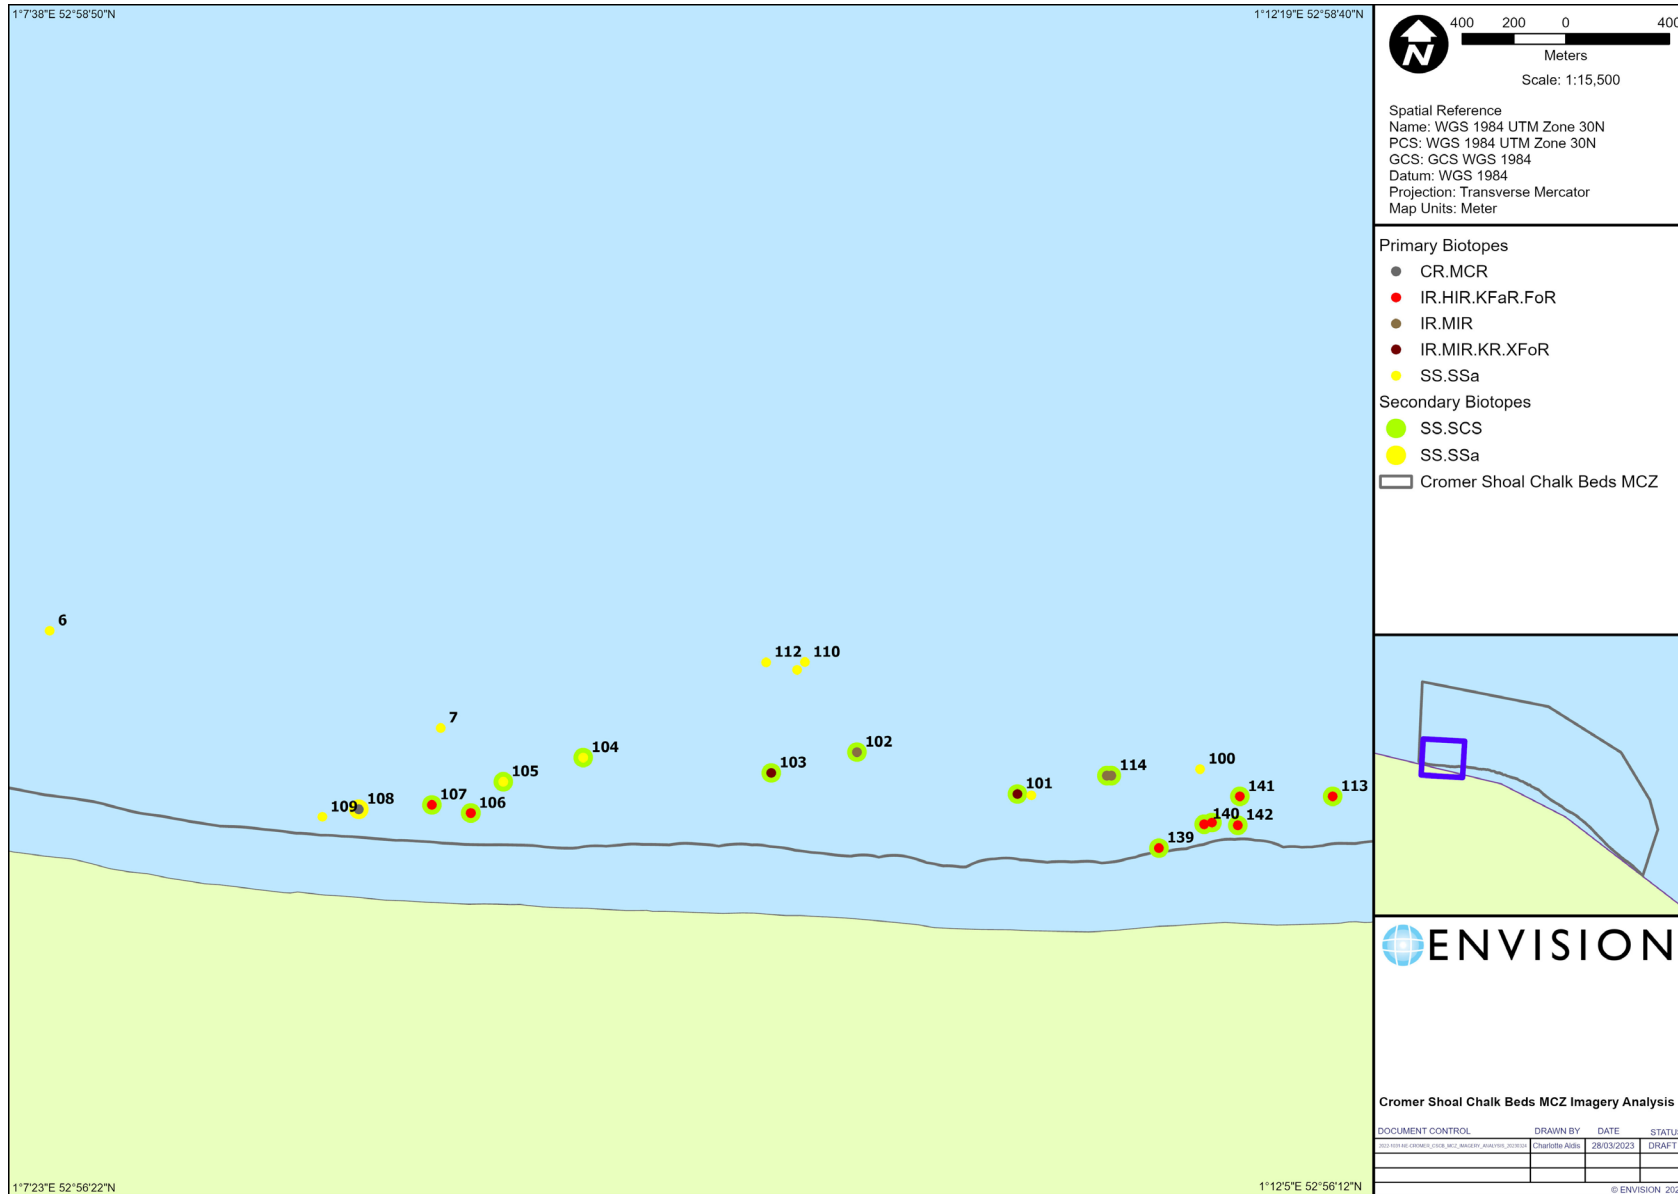 1°7'38"E 52°58'50"N
1°12'19"E 52°58'40"N
6
7
112
110
104
105
102
103
100
114
101
109
108
107
106
141
113
140
142
139
1°7'23"E 52°56'22"N
1°12'5"E 52°56'12"N
N
400 200 0 400
Meters
Scale: 1:15,500
Spatial Reference
Name: WGS 1984 UTM Zone 30N
PCS: WGS 1984 UTM Zone 30N
GCS: GCS WGS 1984
Datum: WGS 1984
Projection: Transverse Mercator
Map Units: Meter
Primary Biotopes
CR.MCR
IR.HIR.KFaR.FoR
IR.MIR
IR.MIR.KR.XFoR
SS.SSa
Secondary Biotopes
SS.SCS
SS.SSa
Cromer Shoal Chalk Beds MCZ
ENVISION
Cromer Shoal Chalk Beds MCZ Imagery Analysis
DOCUMENT CONTROL DRAWN BY DATE STATU
Charlotte Aldis 28/03/2023 DRAFT
© ENVISION 202